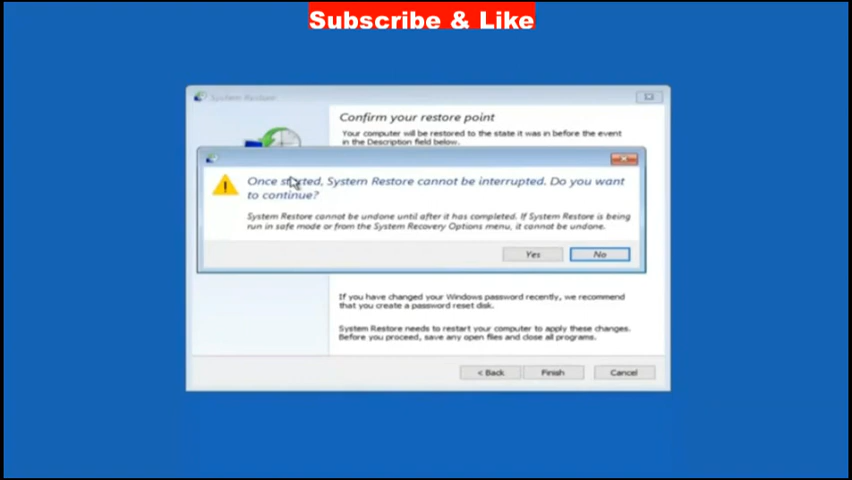 Subscribe & Like
System Restore
Confirm your restore point
Your computer will be restored to the state it was in before the event
in the Description field below.
Once started, System Restore cannot be interrupted. Do you want
to continue?
System Restore cannot be undone until after it has completed. If System Restore is being
run in safe mode or from the System Recovery Options menu, it cannot be undone.
Yes No
If you have changed your Windows password recently, we recommend
that you create a password reset disk.
System Restore needs to restart your computer to apply these changes.
Before you proceed, save any open files and close all programs.
< Back Finish Cancel